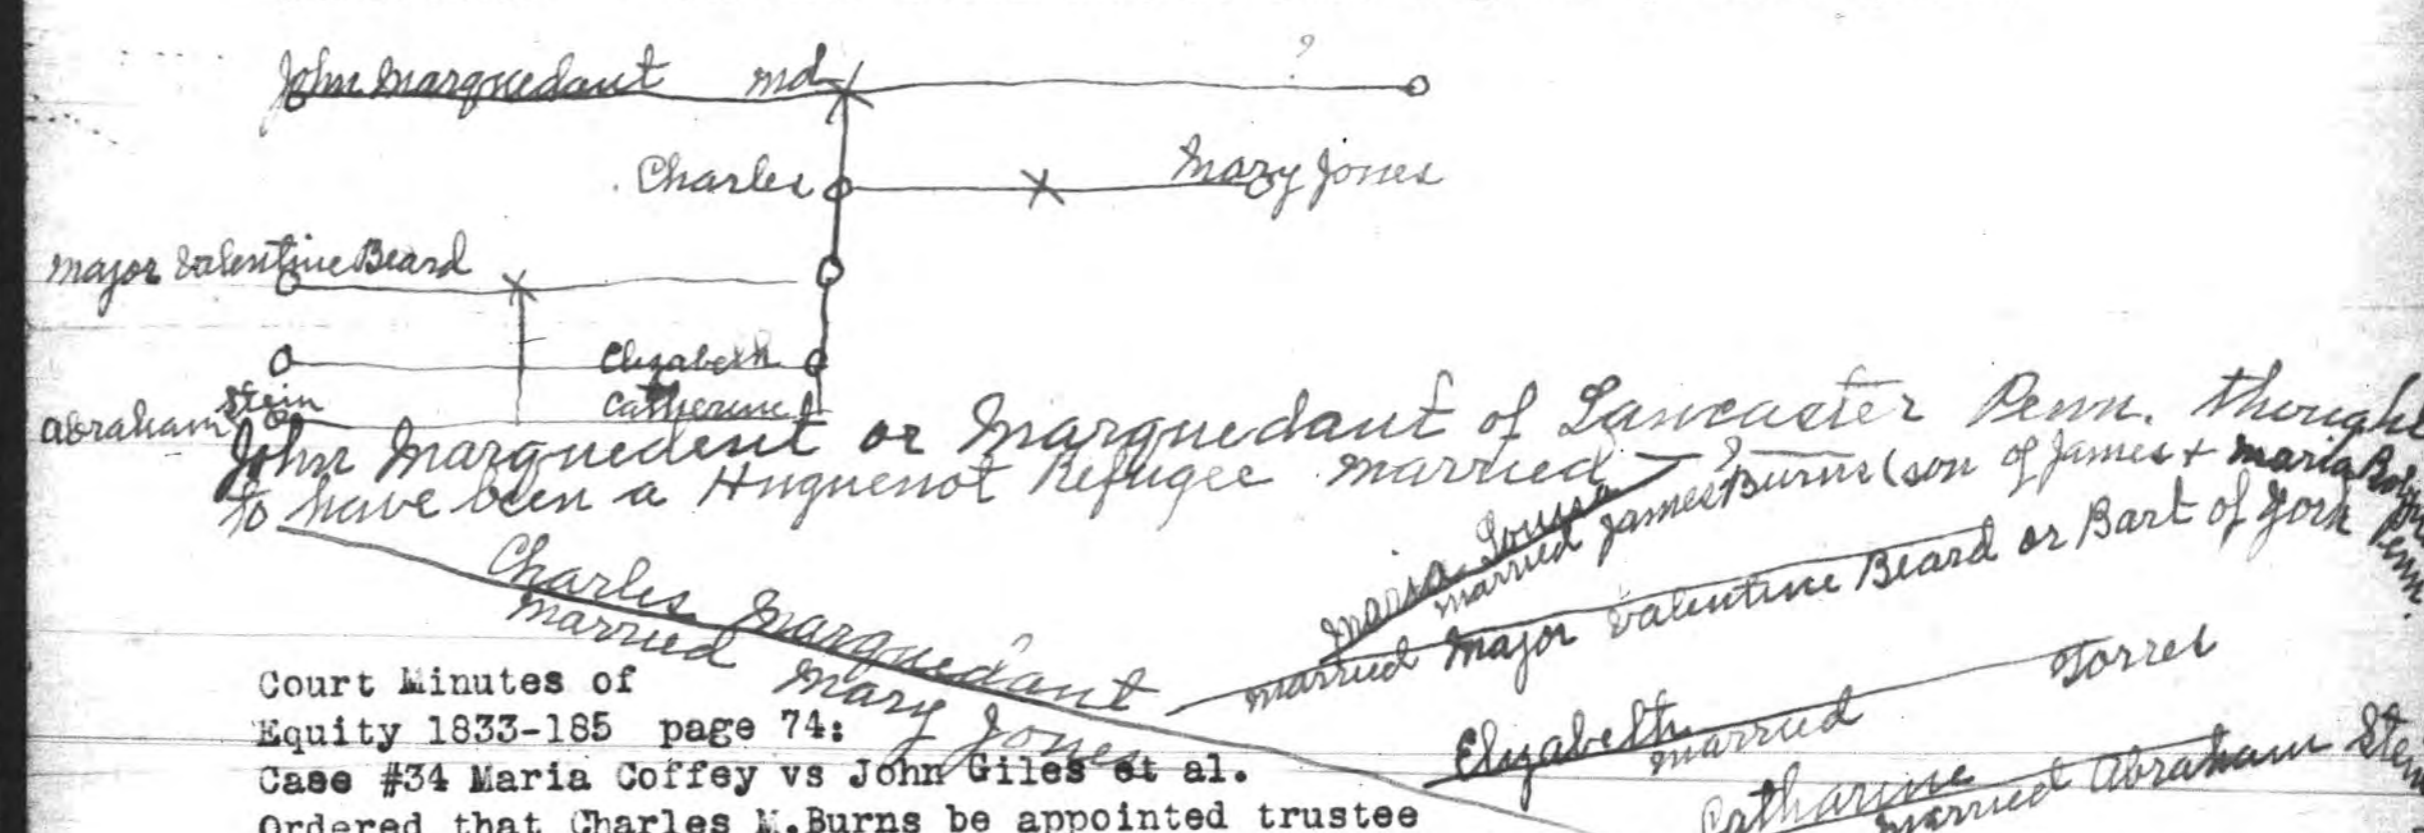 ?
John Marquedant md
Charles Mary Jones
Major Valentine Beard
Elizabeth
Abraham Stein Catherine
John Marquedent or Marquedant of Lancaster Penn. thought
to have been a Huguenot Refugee married — ?
Maria Louisa
married James Burns (son of James + Maria
married Major Valentine Beard or Bart of York Penn.
Charles Marquedant
married Mary Jones
Elizabeth
married Torres
Catharine
married Abraham Stein
Court Minutes of
Equity 1833-185 page 74:
Case #34 Maria Coffey vs John Giles et al.
Ordered that Charles M.Burns be appointed trustee